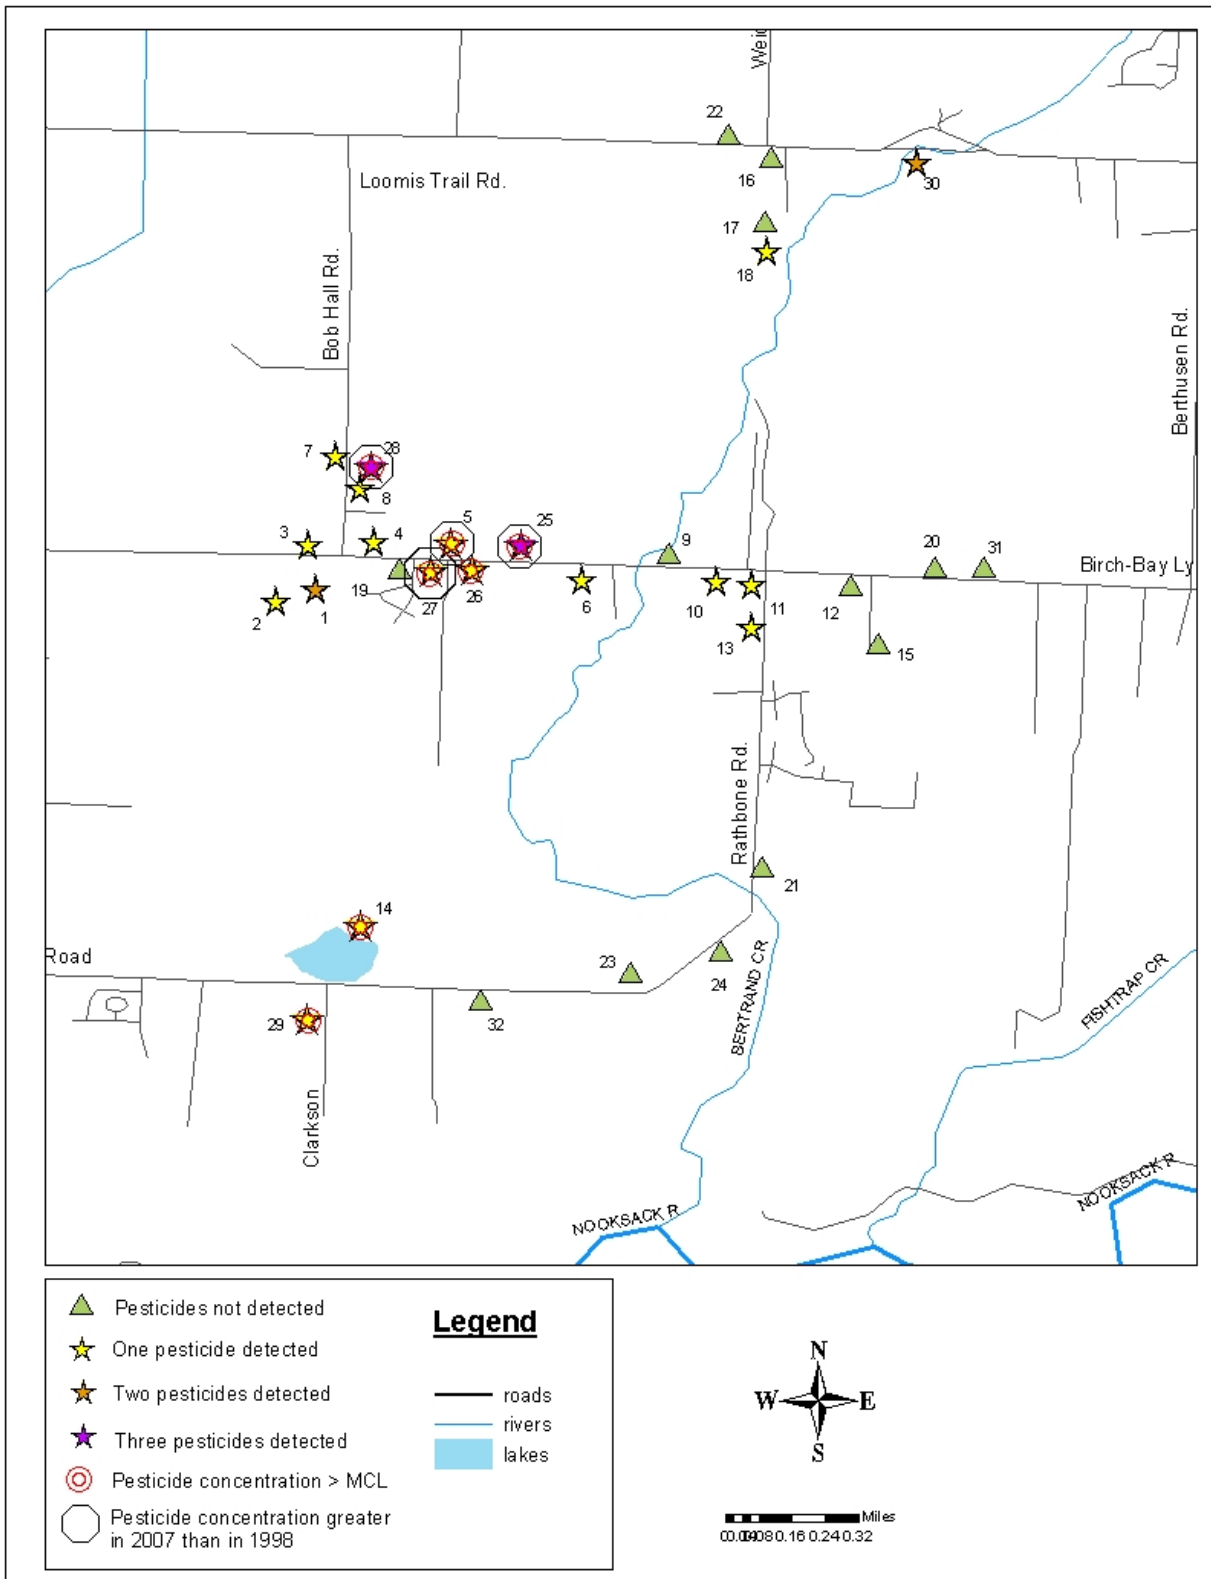 Weid
22
Loomis Trail Rd.
16
30
17
18
Bob Hall Rd.
Berthusen Rd.
7
28
8
3
4
5
25
9
20
31
Birch-Bay Ly
19
27
26
6
10
11
12
2
1
13
15
Rathbone Rd.
21
14
Road
23
24
BERTRAND CR
FISHTRAP CR
29
32
Clarkson
NOOKSACK R
NOOKSACK R
Pesticides not detected
One pesticide detected
Two pesticides detected
Three pesticides detected
Pesticide concentration > MCL
Pesticide concentration greater
in 2007 than in 1998
Legend
roads
rivers
lakes
N
W E
S
Miles
0.16 0.24 0.32